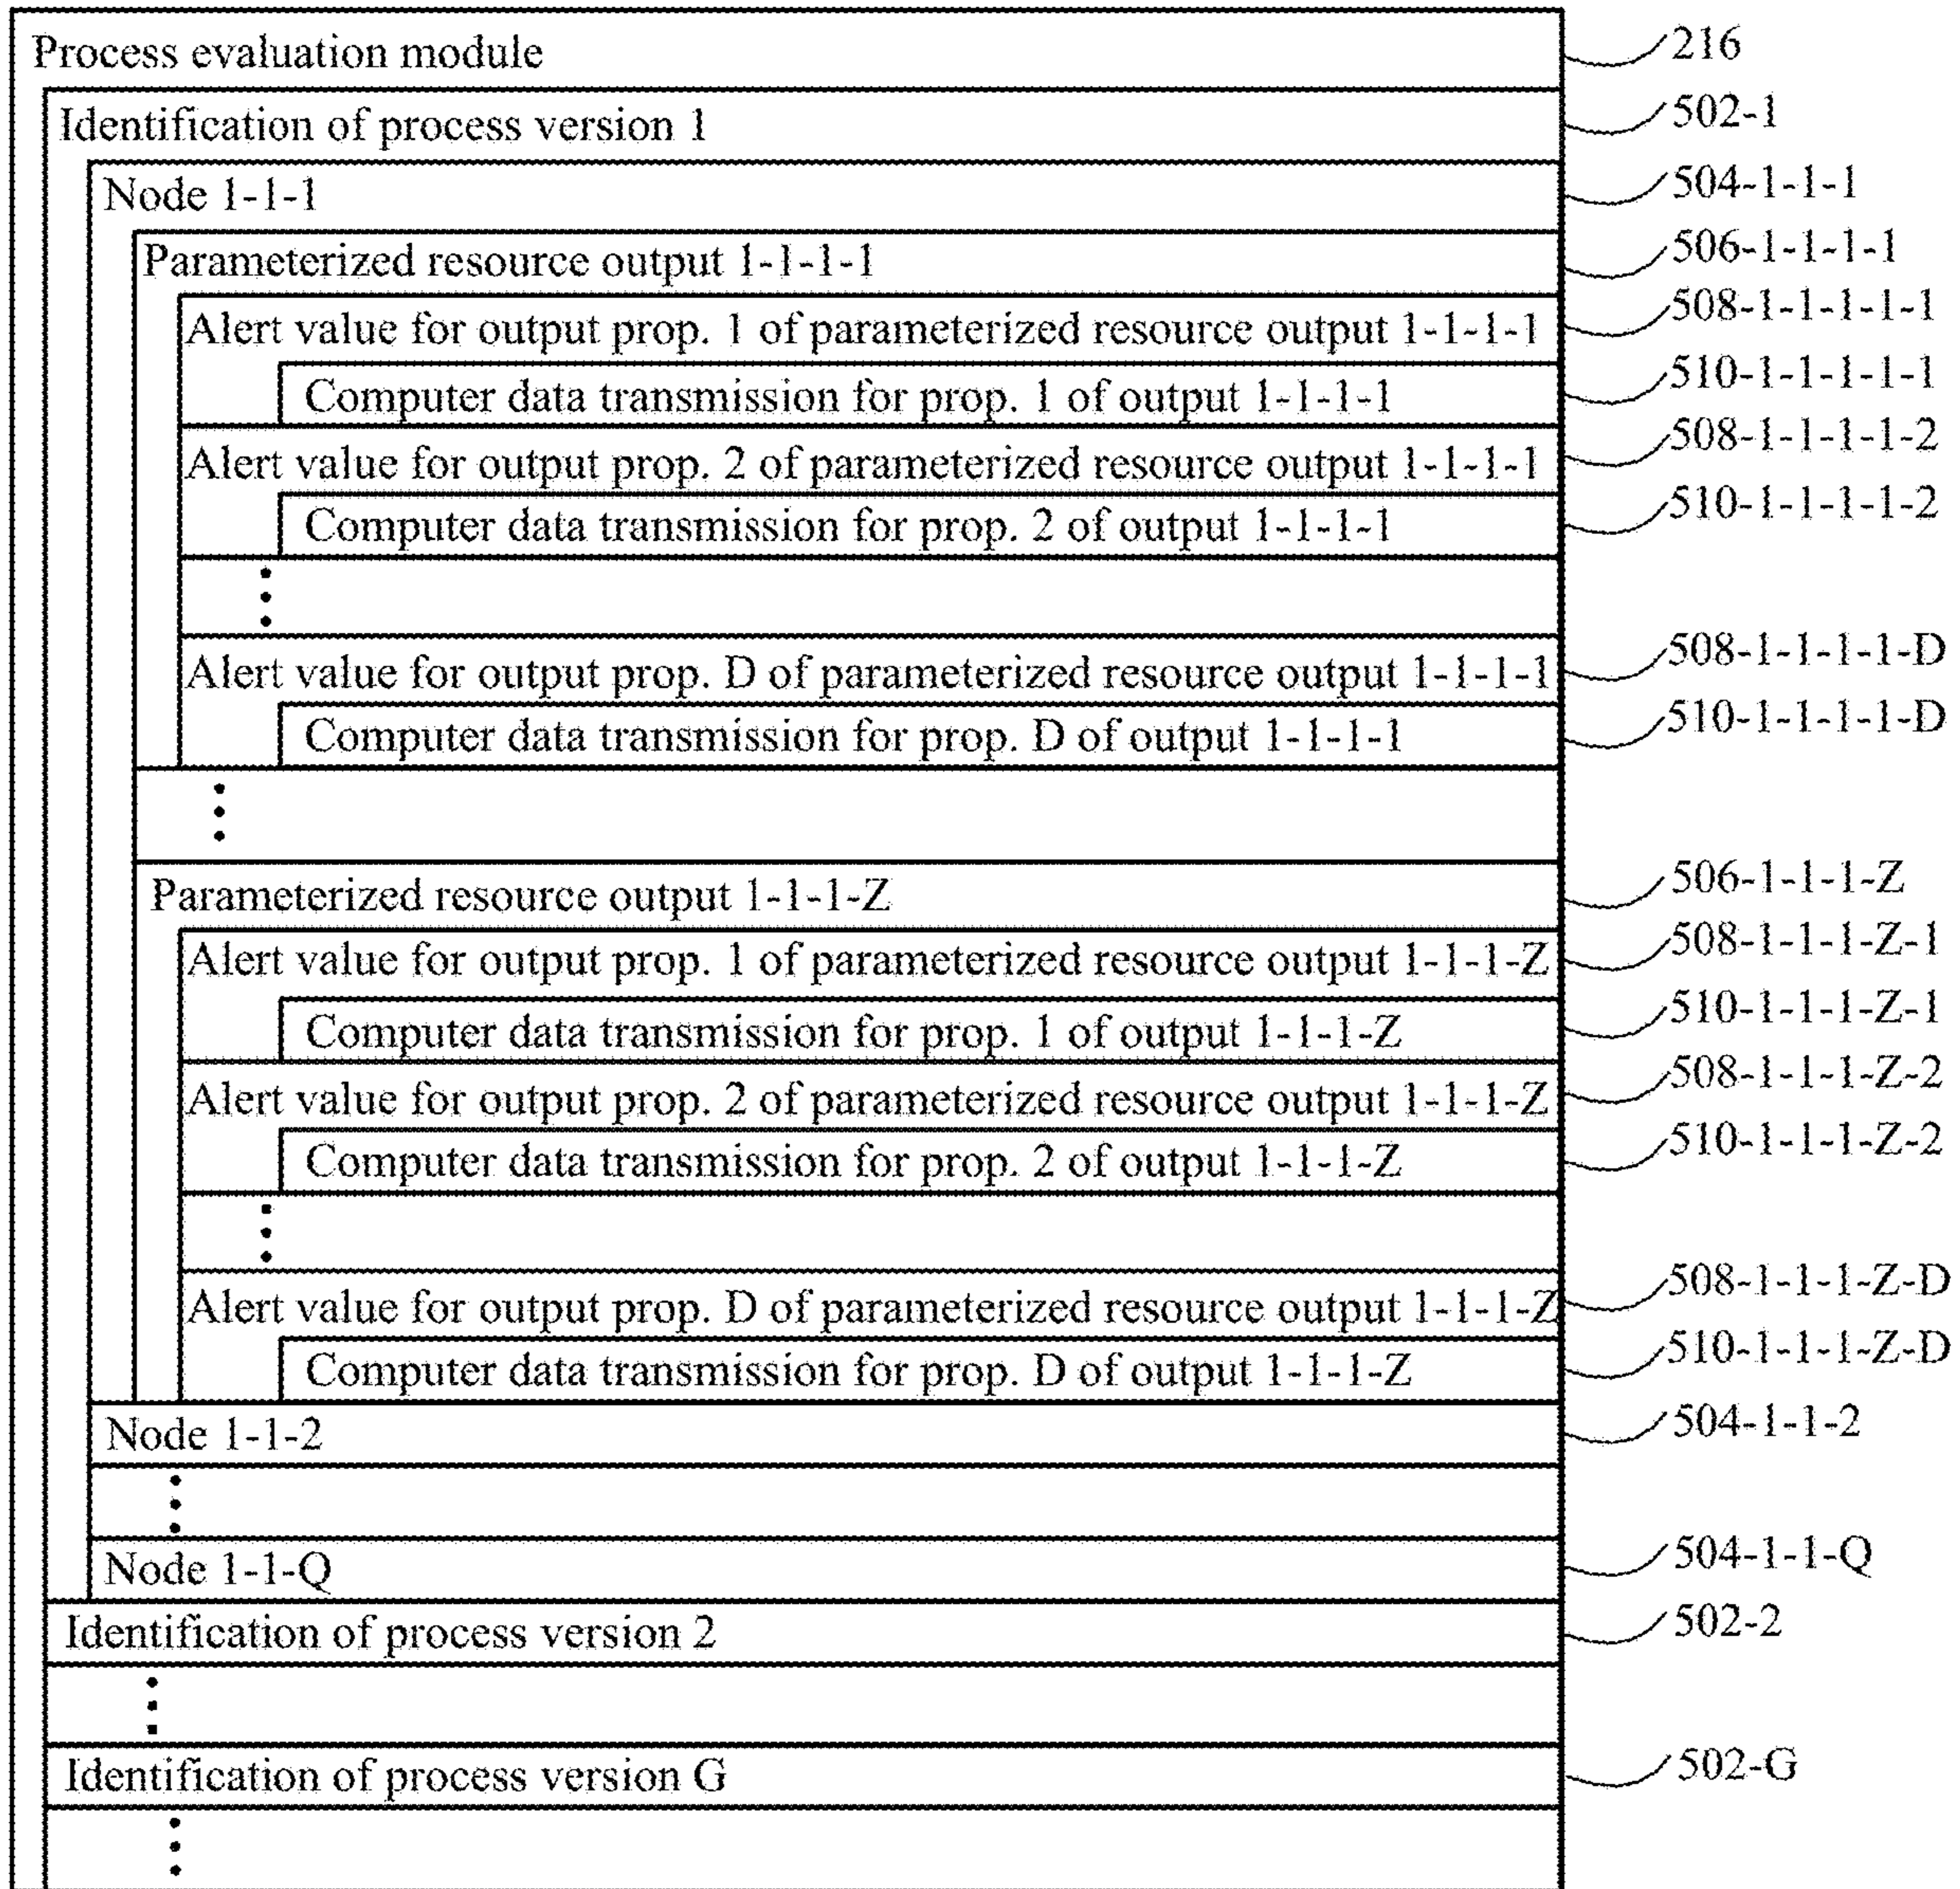 Process evaluation module 216
Identification of process version 1 502-1
Node 1-1-1 504-1-1-1
Parameterized resource output 1-1-1-1 506-1-1-1-1
Alert value for output prop. 1 of parameterized resource output 1-1-1-1 508-1-1-1-1-1
Computer data transmission for prop. 1 of output 1-1-1-1 510-1-1-1-1-1
Alert value for output prop. 2 of parameterized resource output 1-1-1-1 508-1-1-1-1-2
Computer data transmission for prop. 2 of output 1-1-1-1 510-1-1-1-1-2
Alert value for output prop. D of parameterized resource output 1-1-1-1 508-1-1-1-1-D
Computer data transmission for prop. D of output 1-1-1-1 510-1-1-1-1-D
Parameterized resource output 1-1-1-Z 506-1-1-1-Z
Alert value for output prop. 1 of parameterized resource output 1-1-1-Z 508-1-1-1-Z-1
Computer data transmission for prop. 1 of output 1-1-1-Z 510-1-1-1-Z-1
Alert value for output prop. 2 of parameterized resource output 1-1-1-Z 508-1-1-1-Z-2
Computer data transmission for prop. 2 of output 1-1-1-Z 510-1-1-1-Z-2
Alert value for output prop. D of parameterized resource output 1-1-1-Z 508-1-1-1-Z-D
Computer data transmission for prop. D of output 1-1-1-Z 510-1-1-1-Z-D
Node 1-1-2 504-1-1-2
Node 1-1-Q 504-1-1-Q
Identification of process version 2 502-2
Identification of process version G 502-G